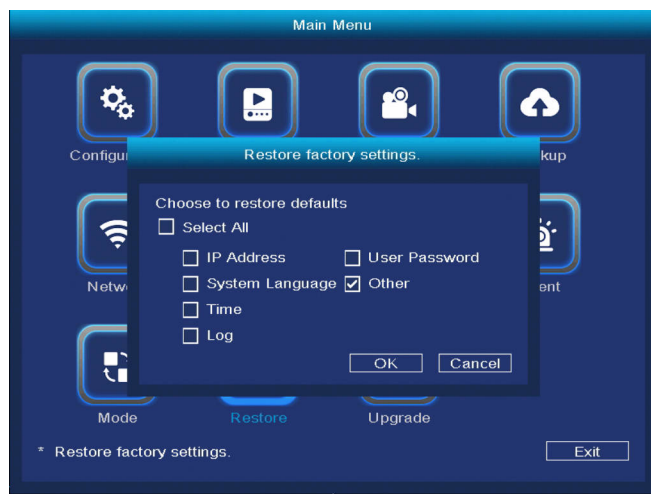 Main Menu
Configu
kup
Restore factory settings.
Choose to restore defaults
Select All
IP Address
User Password
System Language
Other
Time
Log
OK
Cancel
Netw
ent
Mode
Restore
Upgrade
* Restore factory settings.
Exit